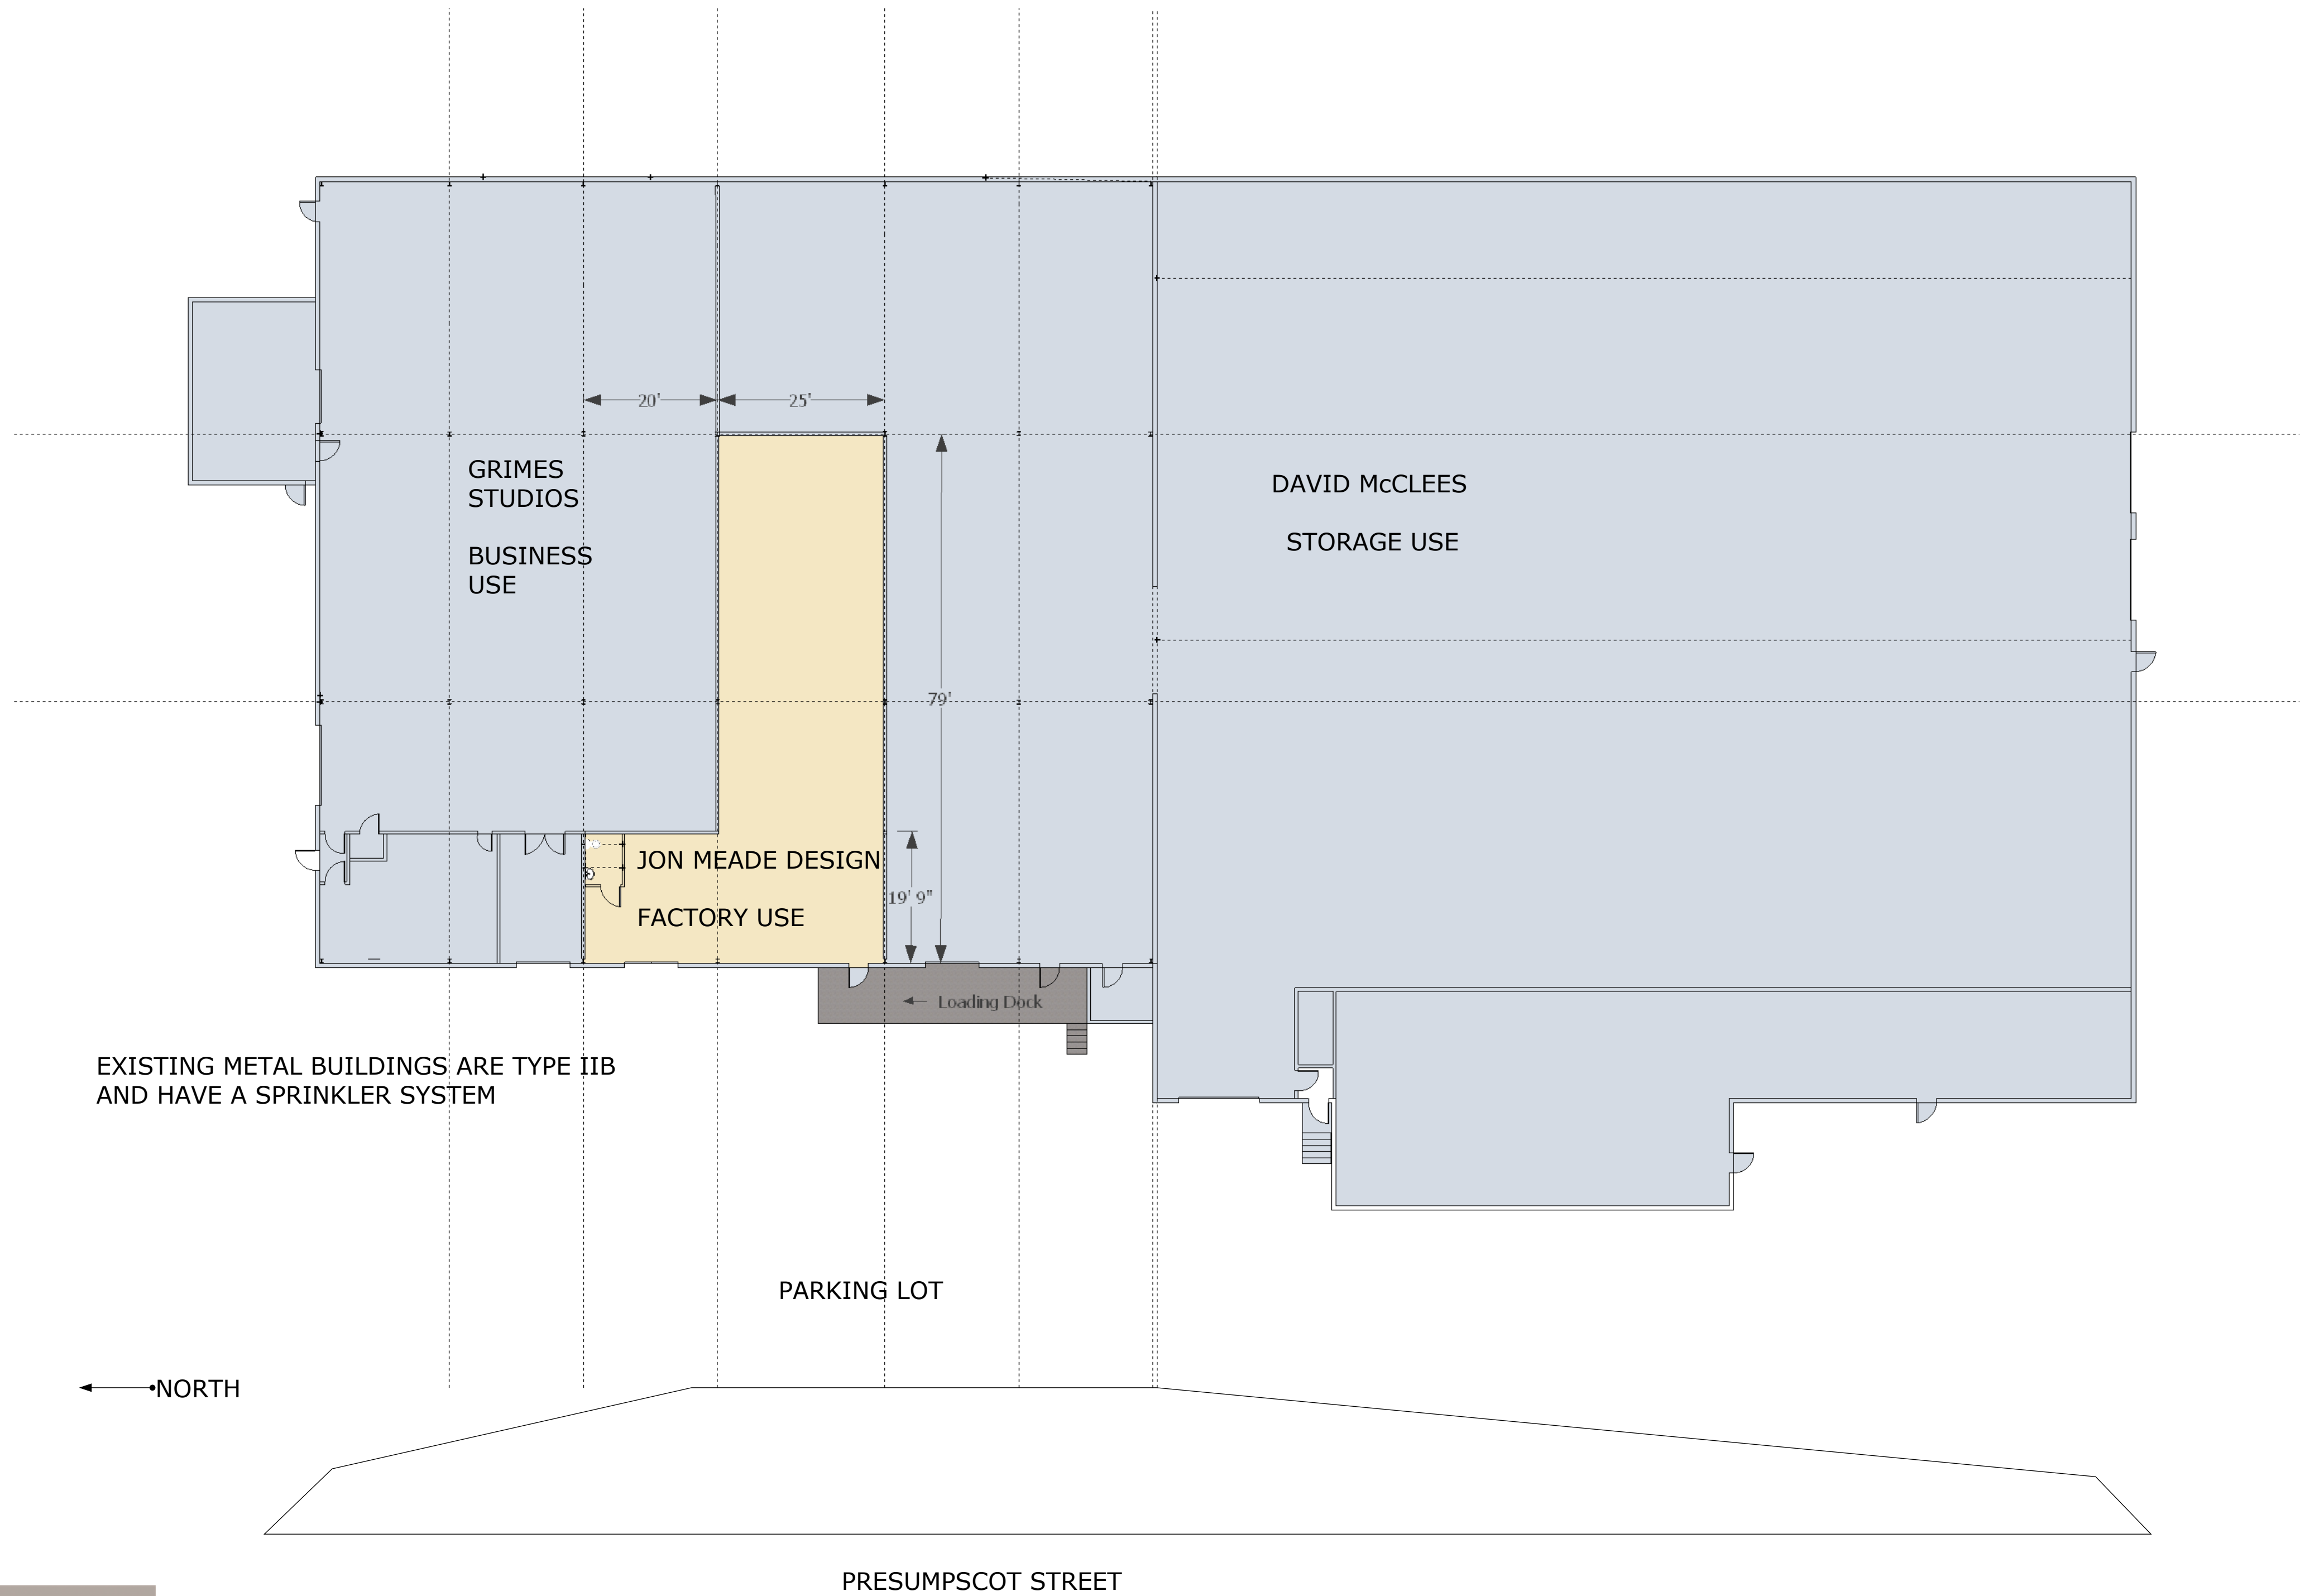 20'
25'
GRIMES
STUDIOS
BUSINESS
USE
DAVID McCLEES
STORAGE USE
79'
JON MEADE DESIGN
19' 9"
FACTORY USE
Loading Dock
EXISTING METAL BUILDINGS ARE TYPE IIB
AND HAVE A SPRINKLER SYSTEM
PARKING LOT
NORTH
PRESUMPSCOT STREET